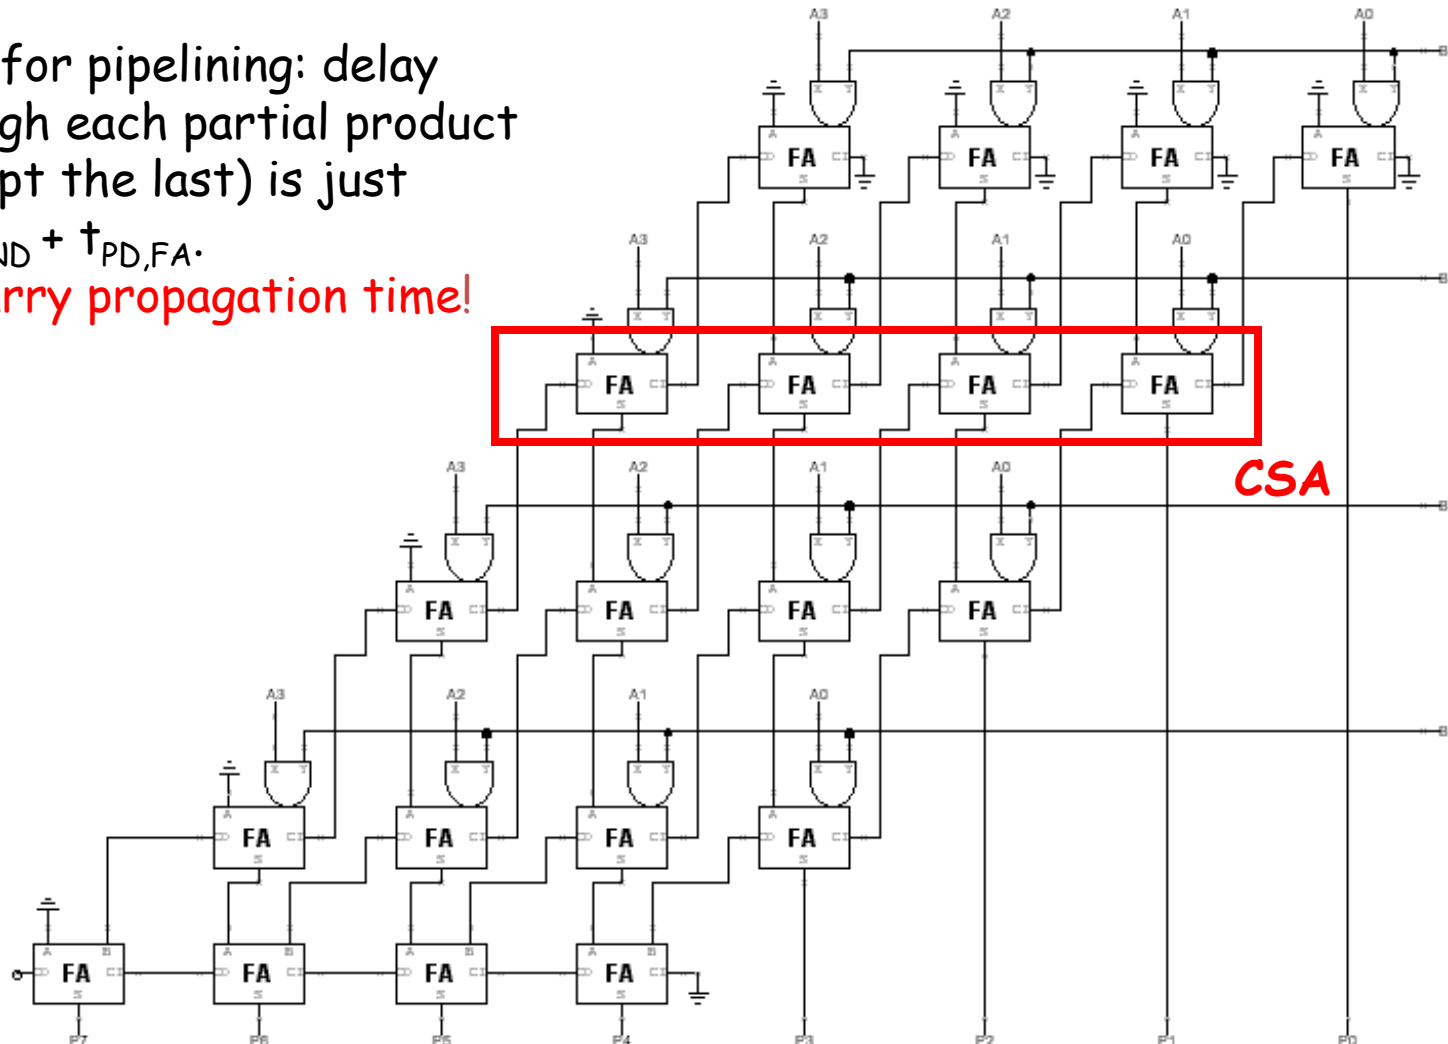 A3 A2 A1 A0
for pipelining: delay
gh each partial product
FA FA FA FA
pt the last) is just
ND + tPD,FA.
A3 A2 A1 A0
arry propagation time!
FA FA FA FA
CSA
A3 A2 A1 A0
FA FA FA FA
A3 A2 A1 A0
FA FA FA FA
FA FA FA FA
P7 P6 P5 P4 P3 P2 P1 P0